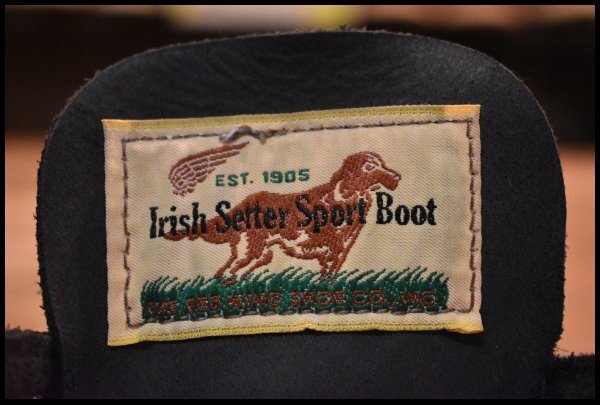 EST. 1905
Irish Setter Sport Boot
THE RED WING SHOE CO., INC.